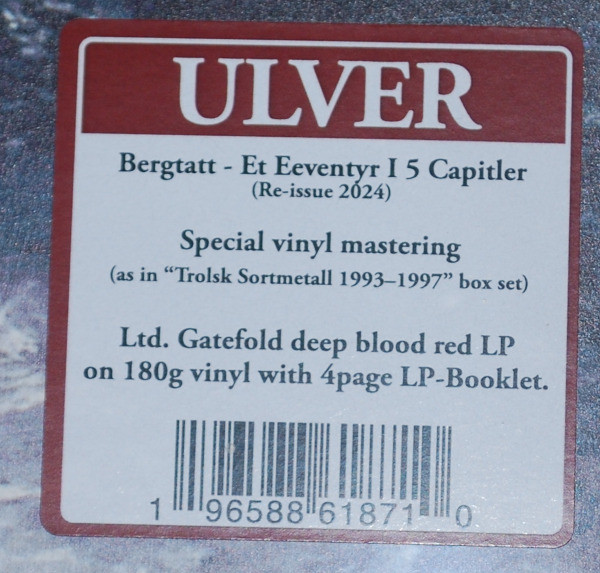 ULVER
Bergtatt - Et Eeventyr I 5 Capitler
(Re-issue 2024)
Special vinyl mastering
(as in “Trolsk Sortmetall 1993–1997” box set)
Ltd. Gatefold deep blood red LP
on 180g vinyl with 4page LP-Booklet.
1 96588 61871 0